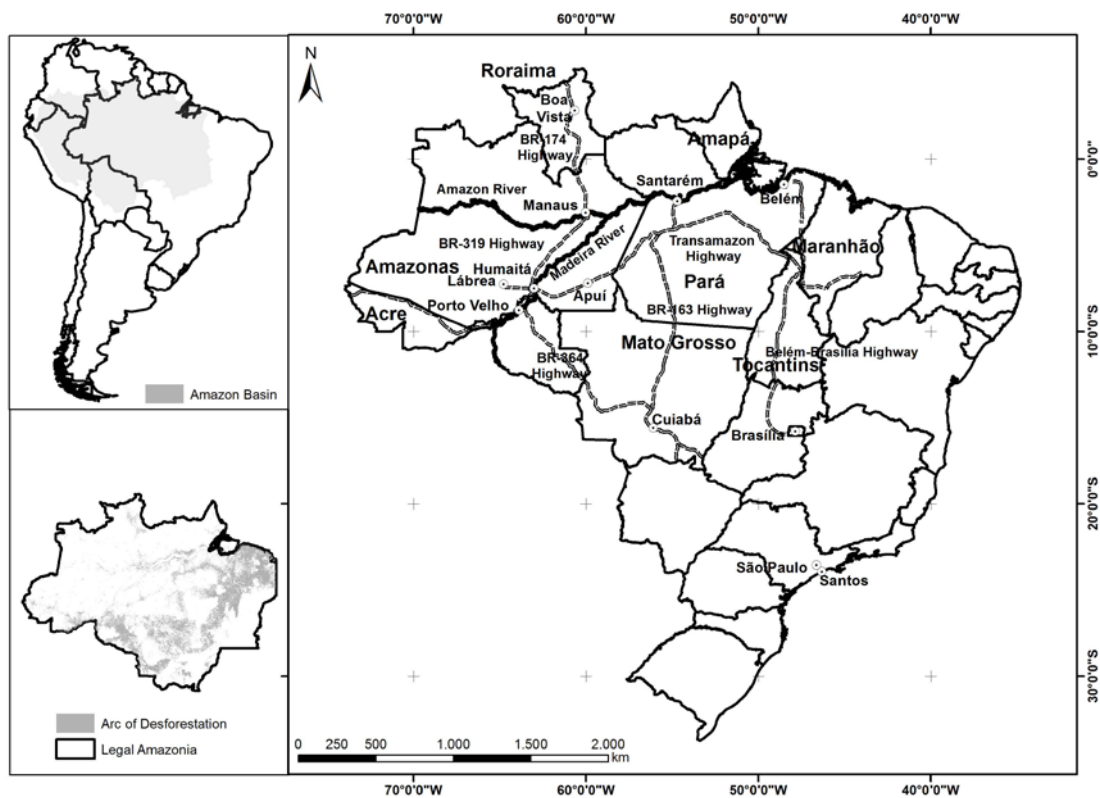 70°0'0"W
60°0'0"W
50°0'0"W
40°0'0"W
N
Roraima
Boa
Vista
BR-174
Highway
Amapá
0°0'0"
Santarém
Amazon River
Manaus
Belém
BR-319 Highway
Madeira River
Transamazon
Highway
Maranhão
Amazonas
Humaitá
Lábrea
Pará
Apuí
Porto Velho
Acre
BR-163 Highway
10°0'0"S
Mato Grosso
BR-364
Highway
Belém-Brasília Highway
Tocantins
Amazon Basin
Cuiabá
Brasília
20°0'0"S
São Paulo
Santos
30°0'0"S
Arc of Desforestation
Legal Amazonia
0 250 500 1.000 1.500 2.000
km
70°0'0"W
60°0'0"W
50°0'0"W
40°0'0"W